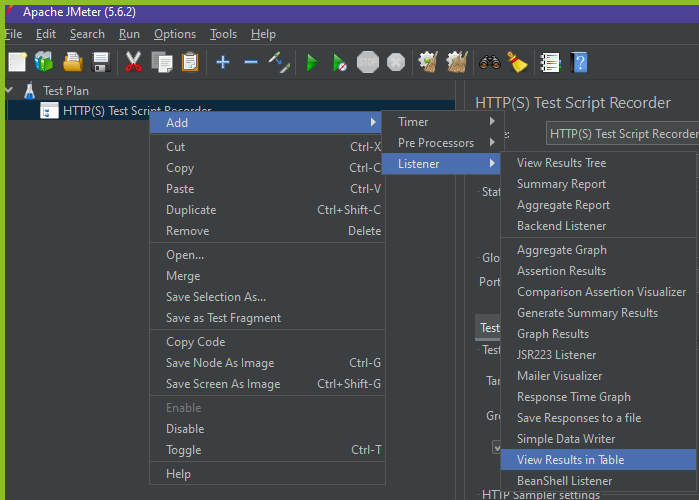 Apache JMeter (5.6.2)
File Edit Search Run Options Tools Help
Test Plan
HTTP(S) Test Script Recorder
HTTP(S) Test Script Recorder
HTTP(S) Test Script Recorder
Add
Cut Ctrl-X
Copy Ctrl-C
Paste Ctrl-V
Duplicate Ctrl+Shift-C
Remove Delete
Open...
Merge
Save Selection As...
Save as Test Fragment
Copy Code
Save Node As Image Ctrl-G
Save Screen As Image Ctrl+Shift-G
Enable
Disable
Toggle Ctrl-T
Help
Timer
Pre Processors
Listener
View Results Tree
Summary Report
Aggregate Report
Backend Listener
Aggregate Graph
Assertion Results
Comparison Assertion Visualizer
Generate Summary Results
Graph Results
JSR223 Listener
Mailer Visualizer
Response Time Graph
Save Responses to a file
Simple Data Writer
View Results in Table
BeanShell Listener
Stat
Glo
Port
Test
Test
Tar
Gro
HTTP Sampler settings